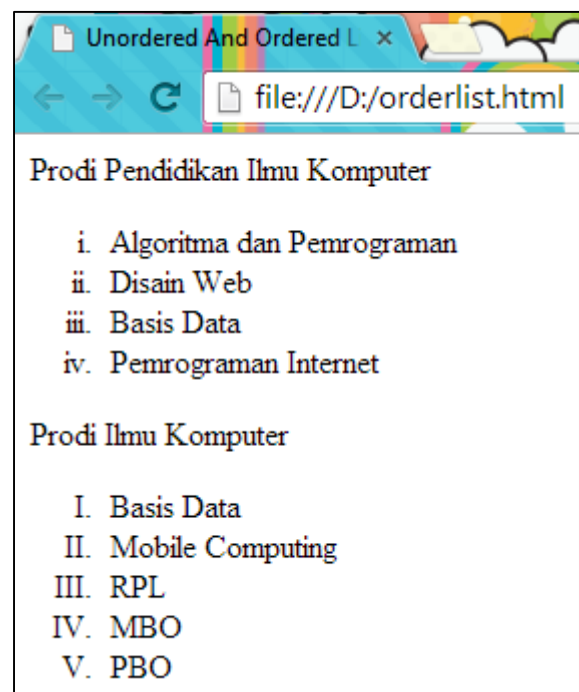 Unordered And Ordered L
file:///D:/orderlist.html
Prodi Pendidikan Ilmu Komputer
i. Algoritma dan Pemrograman
ii. Disain Web
iii. Basis Data
iv. Pemrograman Internet
Prodi Ilmu Komputer
I. Basis Data
II. Mobile Computing
III. RPL
IV. MBO
V. PBO